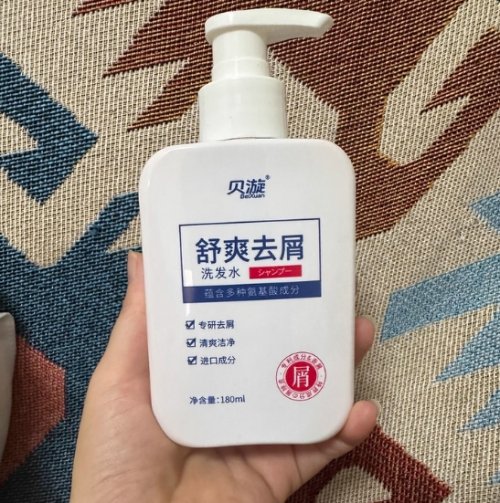 贝漩®
BeiXuan
舒爽去屑
洗发水 シャンプー
蕴含多种氨基酸成分
专研去屑
清爽洁净
进口成分
屑
净含量:180ml